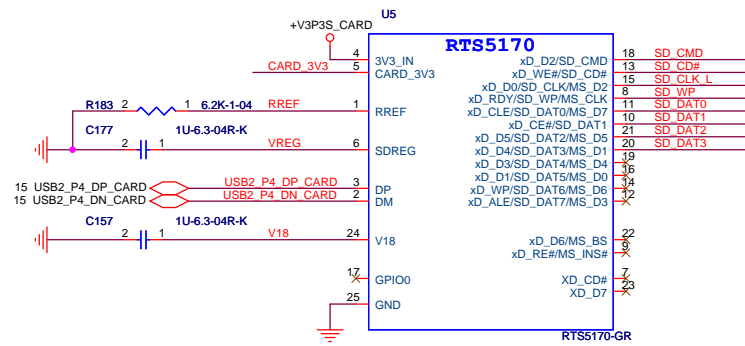 U5
+V3P3S_CARD
RTS5170
4 3V3_IN xD_D2/SD_CMD 18 SD_CMD
CARD_3V3 5 CARD_3V3 xD_WE#/SD_CD# 13 SD_CD#
xD_D0/SD_CLK/MS_D2 15 SD_CLK_L
xD_RDY/SD_WP/MS_CLK 8 SD_WP
R183 2 1 6.2K-1-04 RREF 1 RREF xD_CLE/SD_DAT0/MS_D7 11 SD_DAT0
xD_CE#/SD_DAT1 10 SD_DAT1
C177 1U-6.3-04R-K xD_D5/SD_DAT2/MS_D5 21 SD_DAT2
2 1 VREG 6 SDREG xD_D4/SD_DAT3/MS_D1 20 SD_DAT3
xD_D3/SD_DAT4/MS_D4 19
xD_D1/SD_DAT5/MS_D0 16
15 USB2_P4_DP_CARD USB2_P4_DP_CARD 3 DP xD_WP/SD_DAT6/MS_D6 14
15 USB2_P4_DN_CARD USB2_P4_DN_CARD 2 DM xD_ALE/SD_DAT7/MS_D3 12
C157 1U-6.3-04R-K
2 1 V18 24 V18 xD_D6/MS_BS 22
xD_RE#/MS_INS# 9
17 GPIO0 XD_CD# 7
XD_D7 23
25 GND
RTS5170-GR